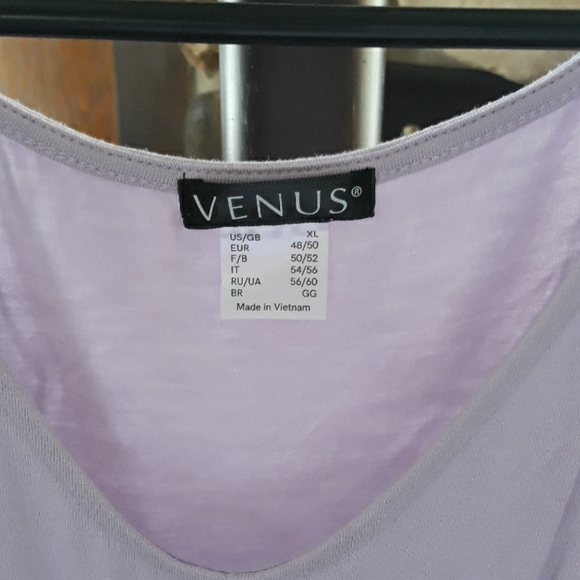 VENUS®
US/GB XL
EUR 48/50
F/B 50/52
IT 54/56
RU/UA 56/60
BR GG
Made in Vietnam